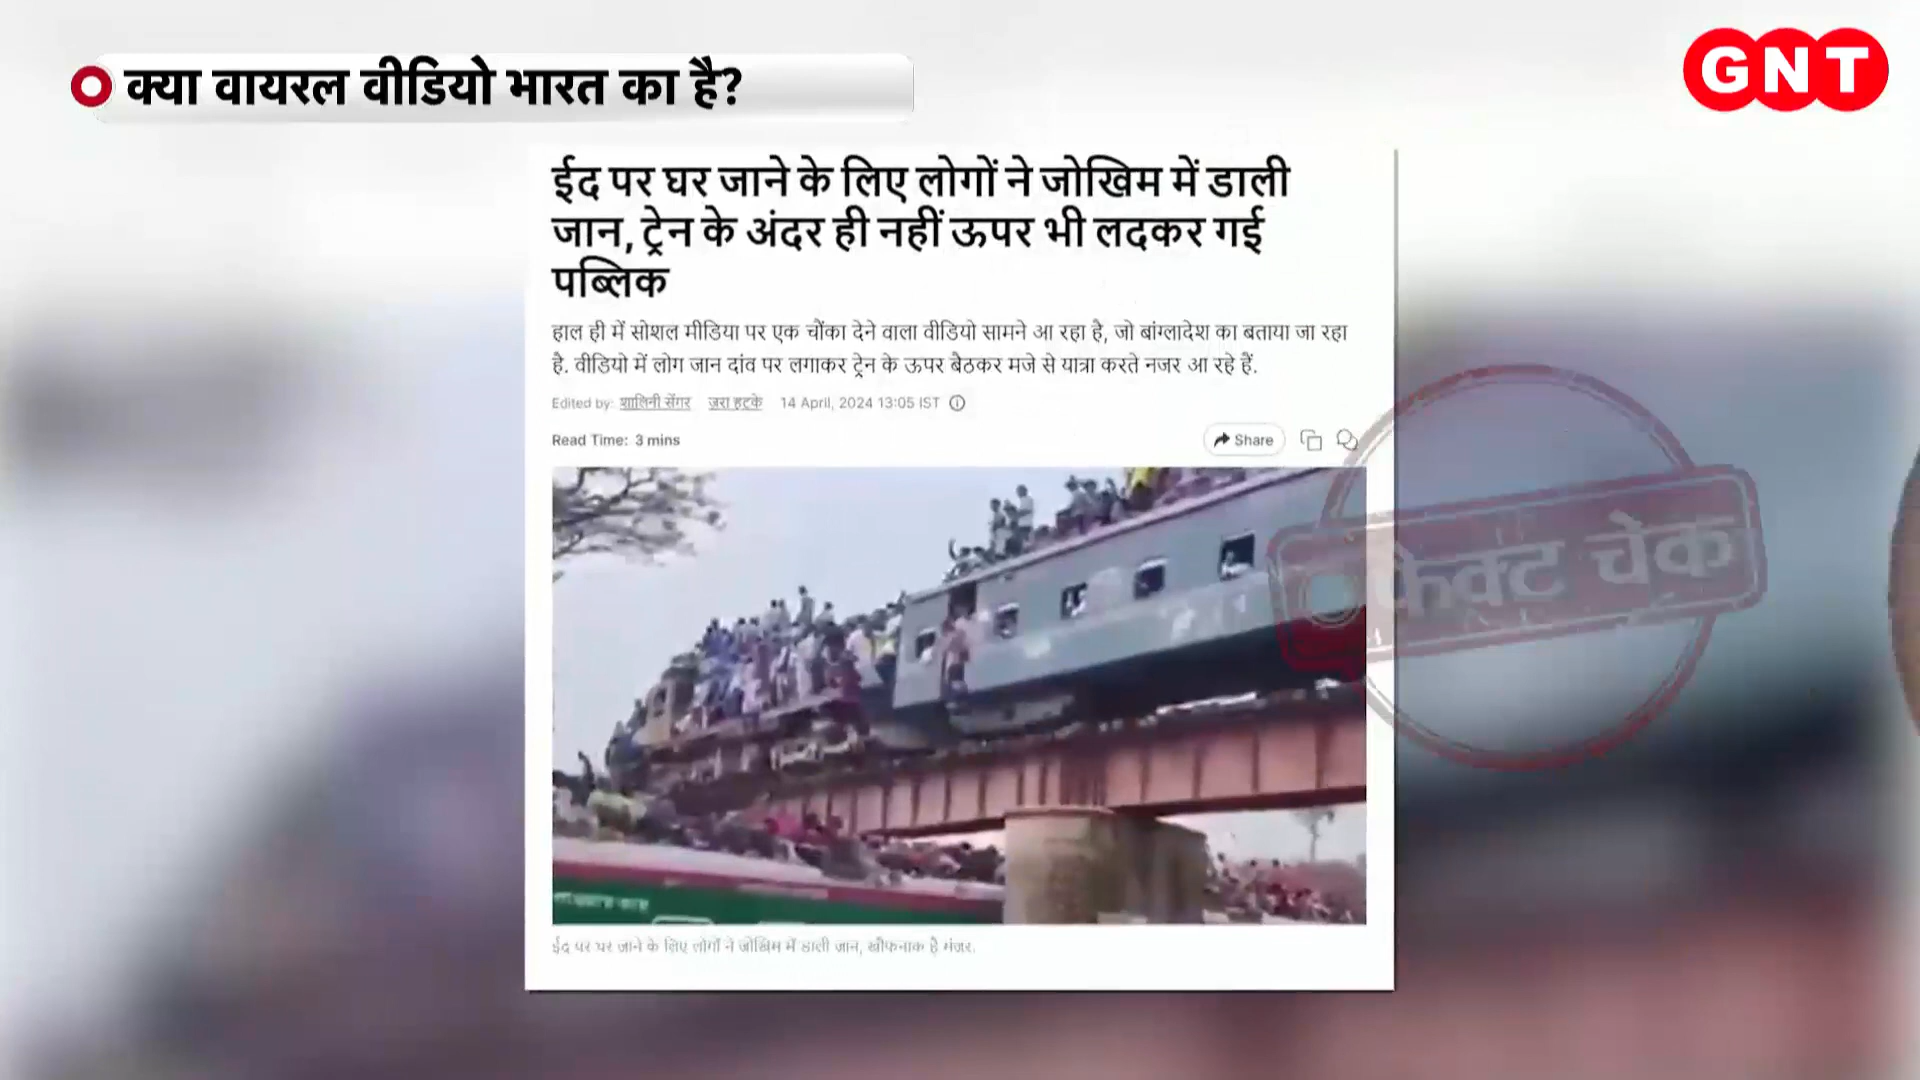 क्या वायरल वीडियो भारत का है?
GNT
ईद पर घर जाने के लिए लोगों ने जोखिम में डाली
जान, ट्रेन के अंदर ही नहीं ऊपर भी लदकर गई
पब्लिक
हाल ही में सोशल मीडिया पर एक चौंका देने वाला वीडियो सामने आ रहा है, जो बांग्लादेश का बताया जा रहा
है. वीडियो में लोग जान दांव पर लगाकर ट्रेन के ऊपर बैठकर मजे से यात्रा करते नजर आ रहे हैं.
Edited by: शालिनी सेंगर ज़रा हटके 14 April, 2024 13:05 IST
Read Time: 3 mins
Share
फैक्ट चेक
ईद पर घर जाने के लिए लोगों ने जोखिम में डाली जान, खौफनाक है मंजर.